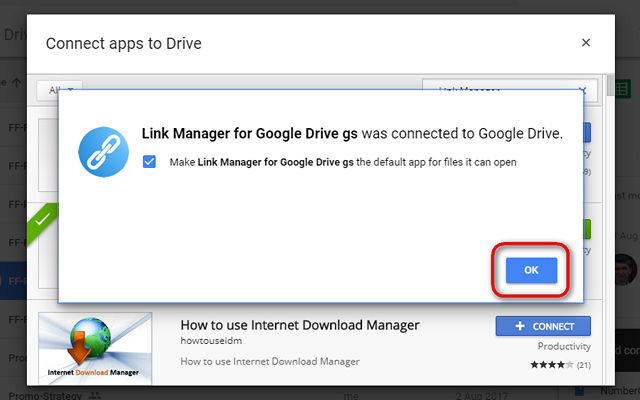 Connect apps to Drive
×
All
Link Manager
Link Manager for Google Drive gs was connected to Google Drive.
Make Link Manager for Google Drive gs the default app for files it can open
OK
How to use Internet Download Manager
howtouseidm
How to use Internet Download Manager
+ CONNECT
Productivity
(21)
Internet Download Manager
Promo-Strategy
me
2 Aug 2017
Number